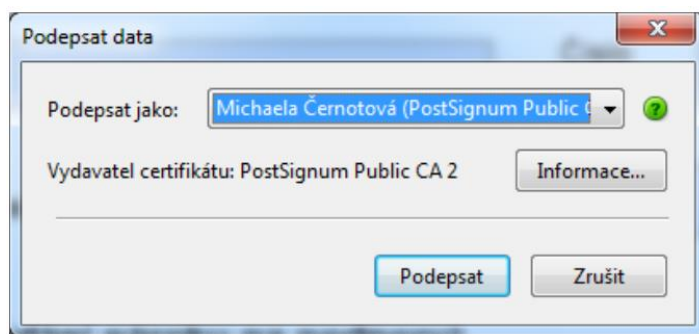 Podepsat data
Podepsat jako: Michaela Černotová (PostSignum Public
Vydavatel certifikátu: PostSignum Public CA 2 Informace...
Podepsat Zrušit